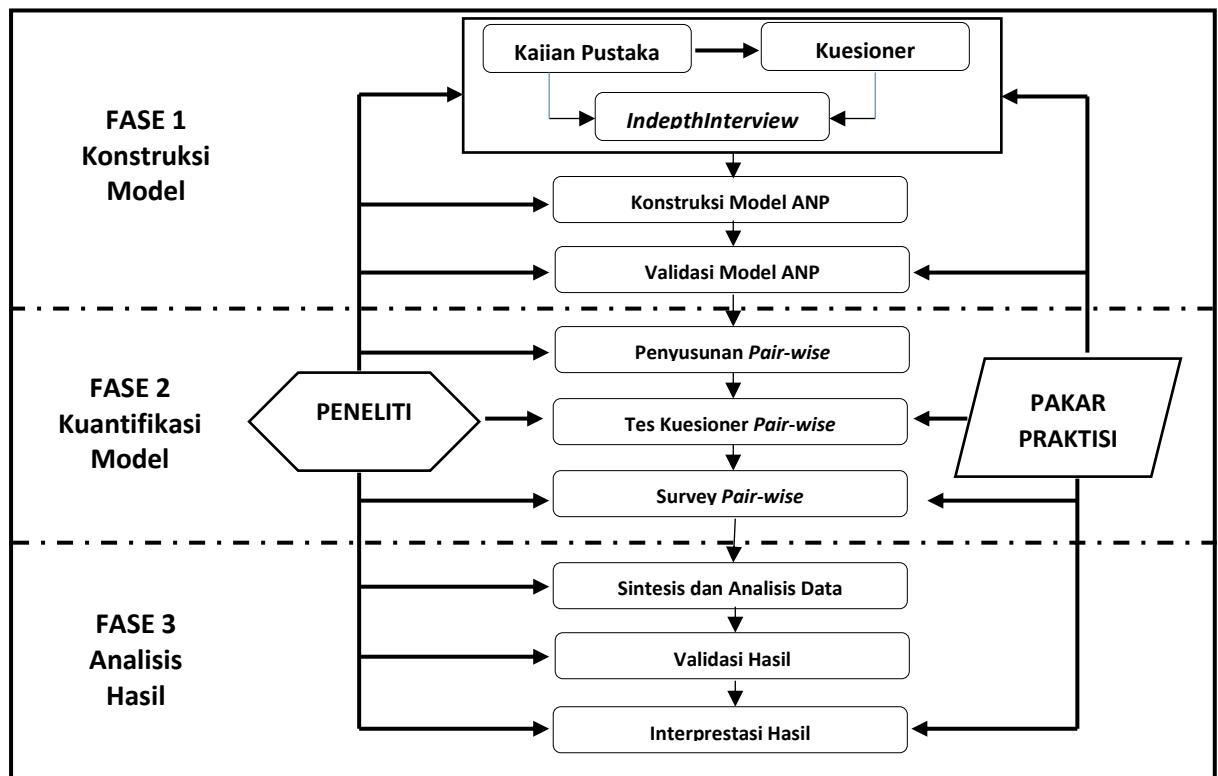 Kajian Pustaka
Kuesioner
IndepthInterview
FASE 1
Konstruksi
Model
Konstruksi Model ANP
Validasi Model ANP
Penyusunan Pair-wise
FASE 2
Kuantifikasi
Model
PENELITI
Tes Kuesioner Pair-wise
PAKAR
PRAKTISI
Survey Pair-wise
Sintesis dan Analisis Data
FASE 3
Analisis
Hasil
Validasi Hasil
Interprestasi Hasil